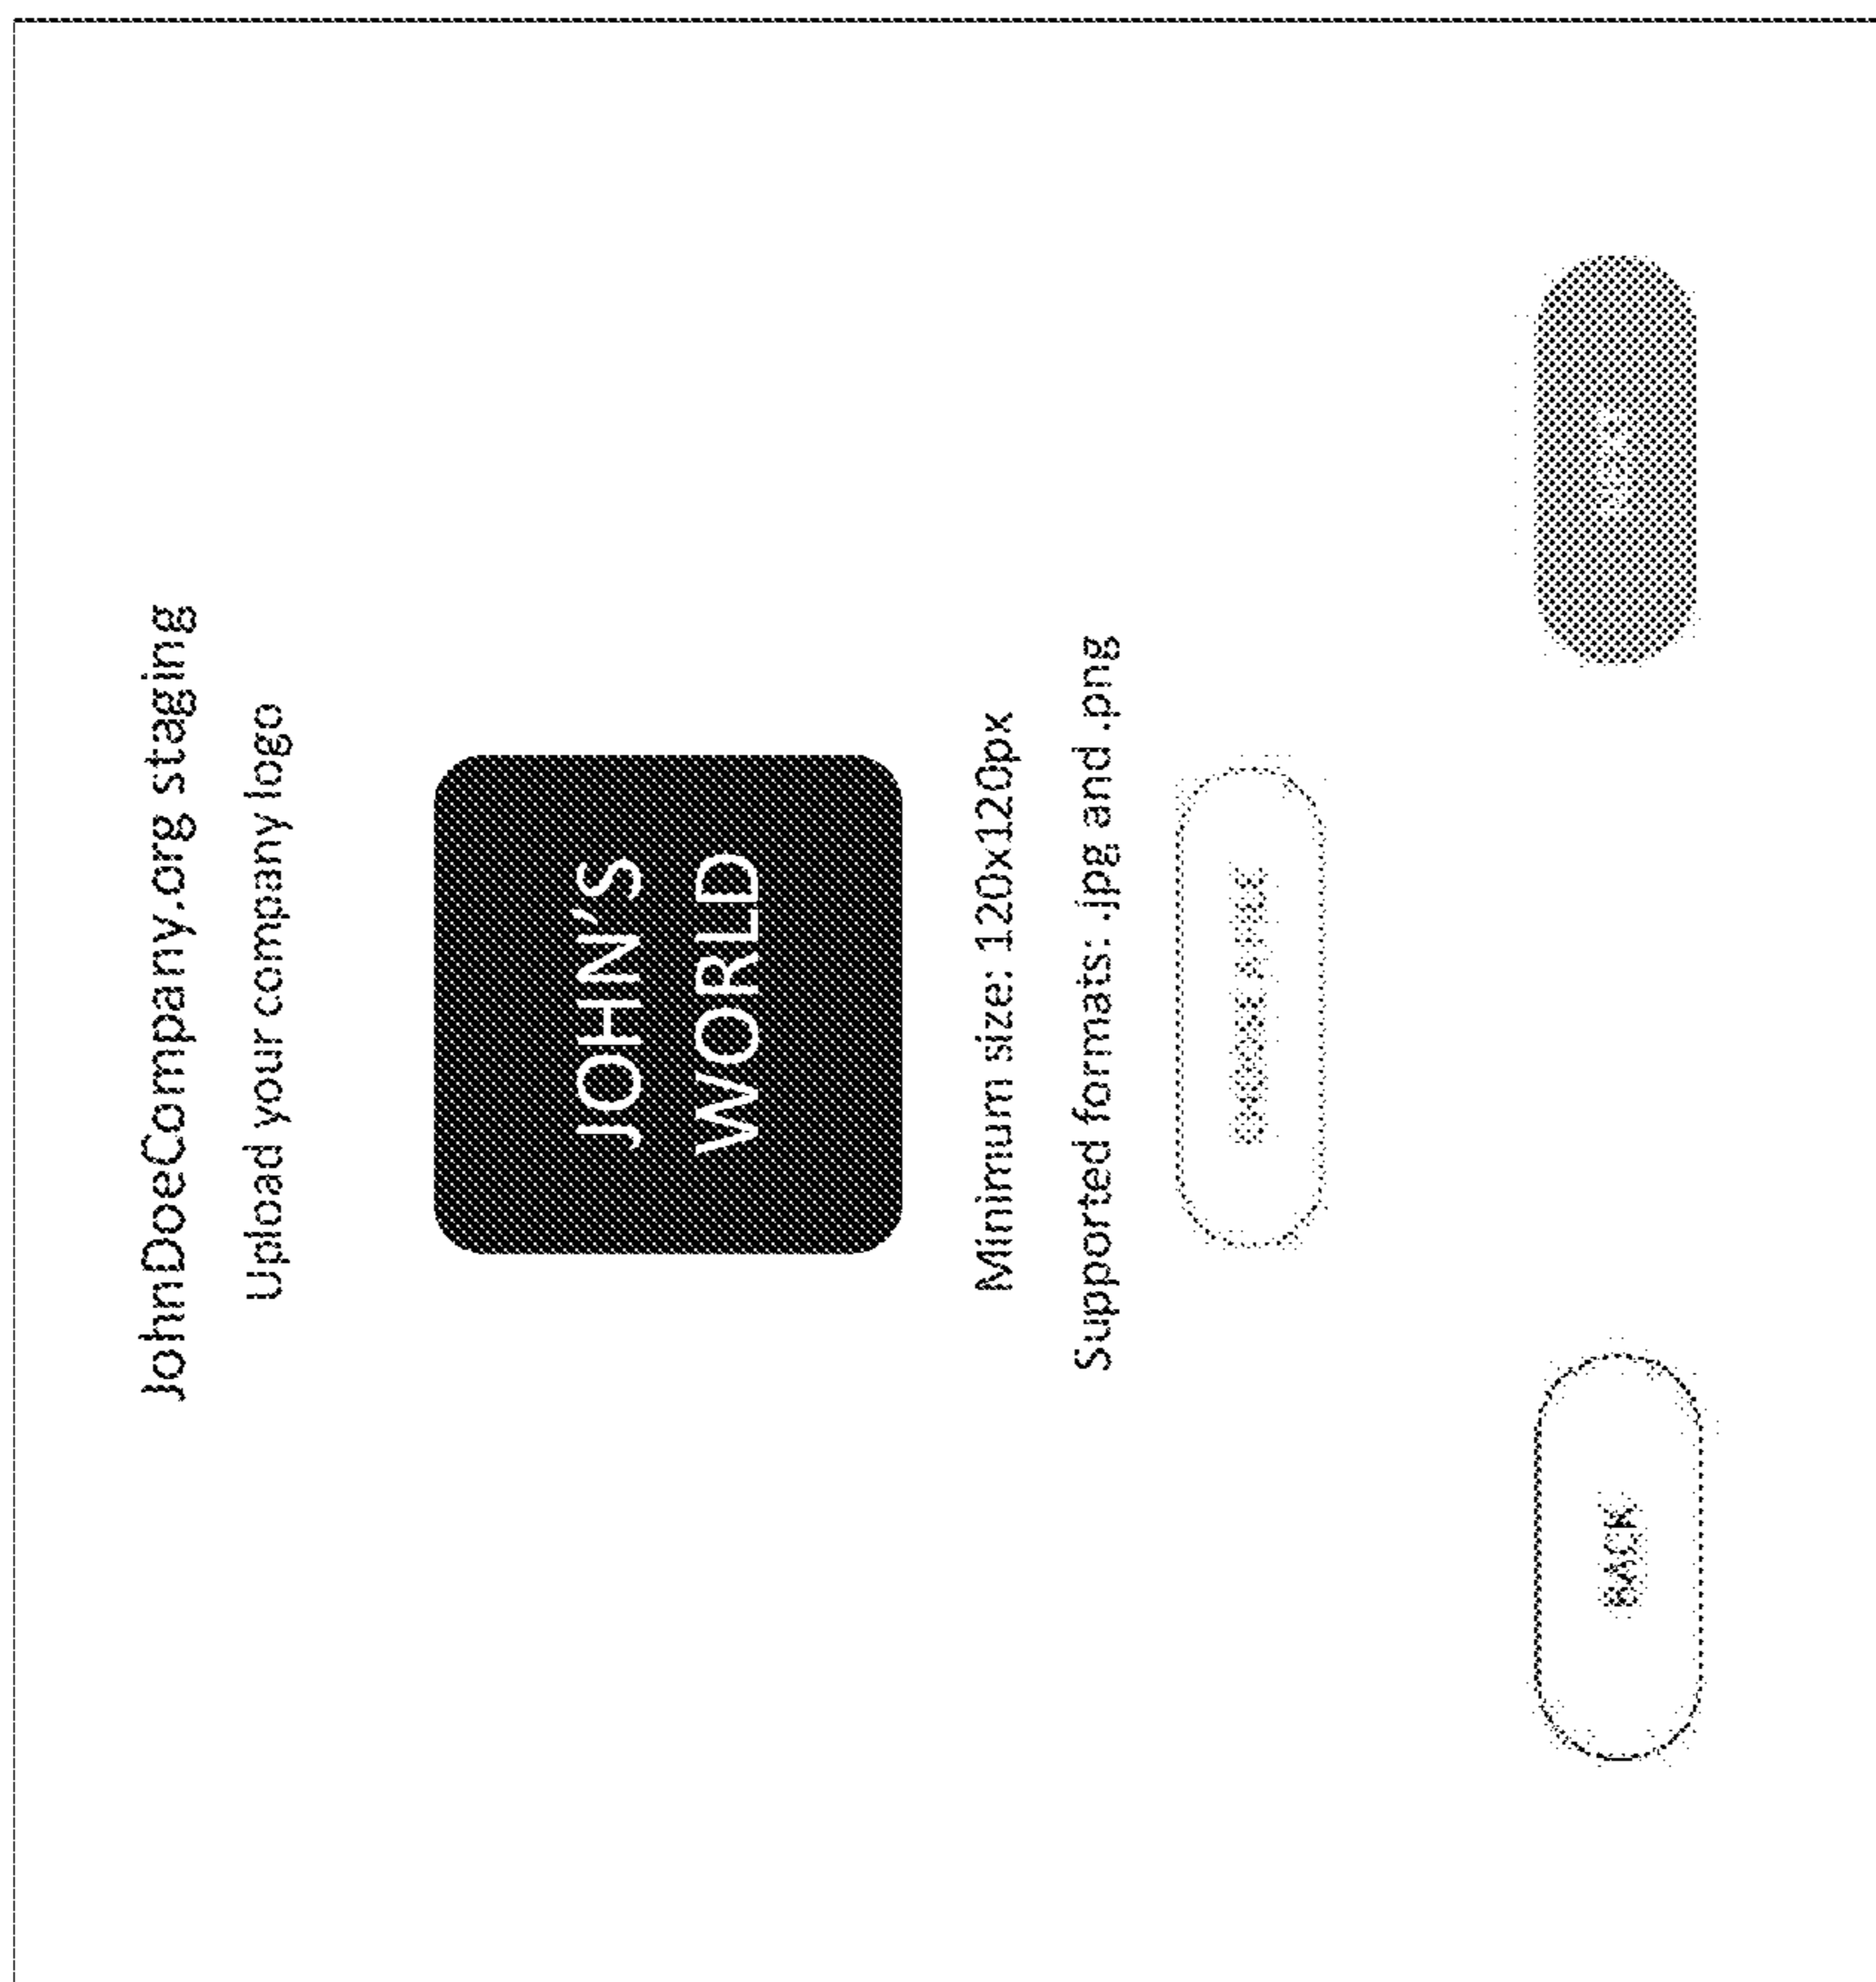 JohnDoeCompany.org staging
Upload your company logo
JOHN'S
WORLD
Minimum size: 120x120px
Supported formats: .jpg and .png
BACK